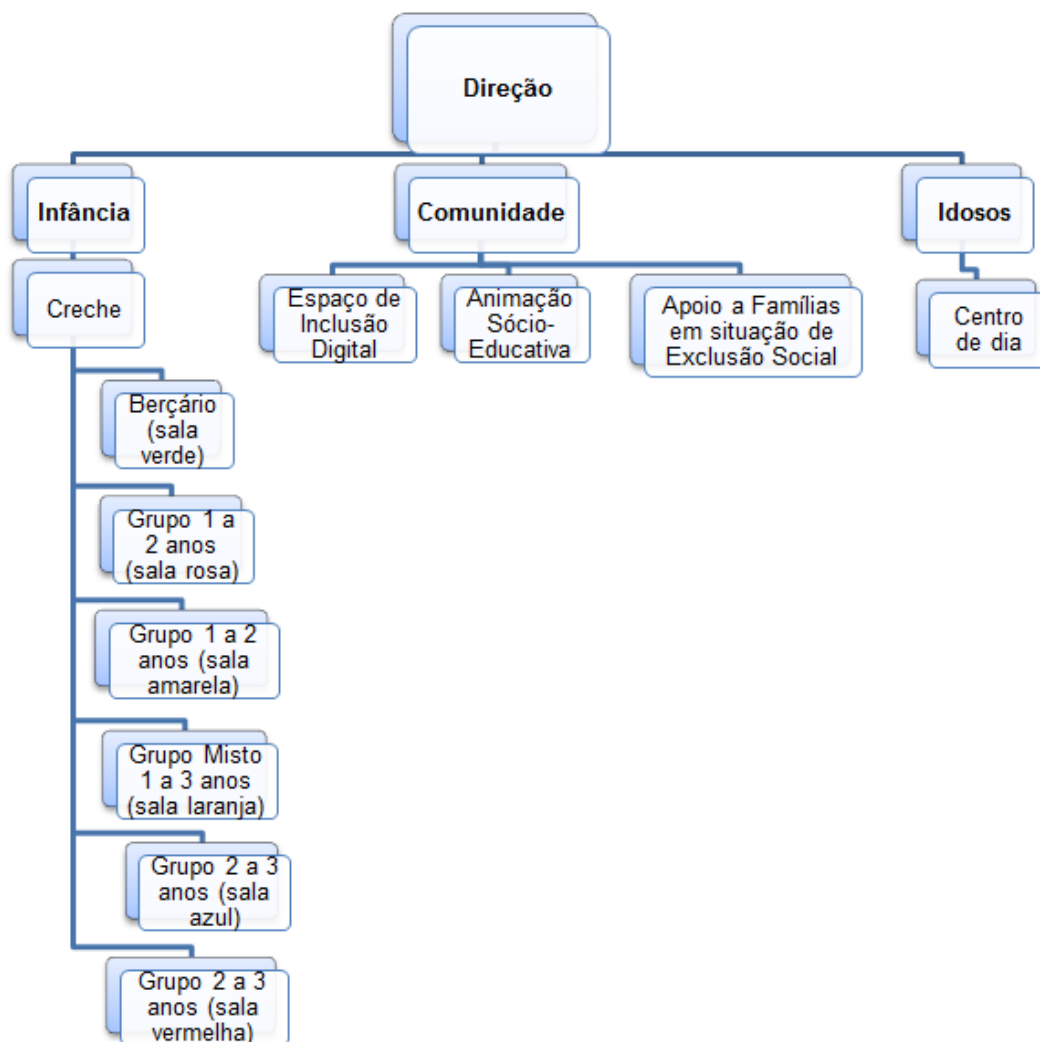 Direção
Infância
Comunidade
Idosos
Creche
Espaço de
Inclusão
Digital
Animação
Sócio-
Educativa
Apoio a Famílias
em situação de
Exclusão Social
Centro
de dia
Berçário
(sala
verde)
Grupo 1 a
2 anos
(sala rosa)
Grupo 1 a 2
anos (sala
amarela)
Grupo Misto
1 a 3 anos
(sala laranja)
Grupo 2 a 3
anos (sala
azul)
Grupo 2 a 3
anos (sala
vermelha)